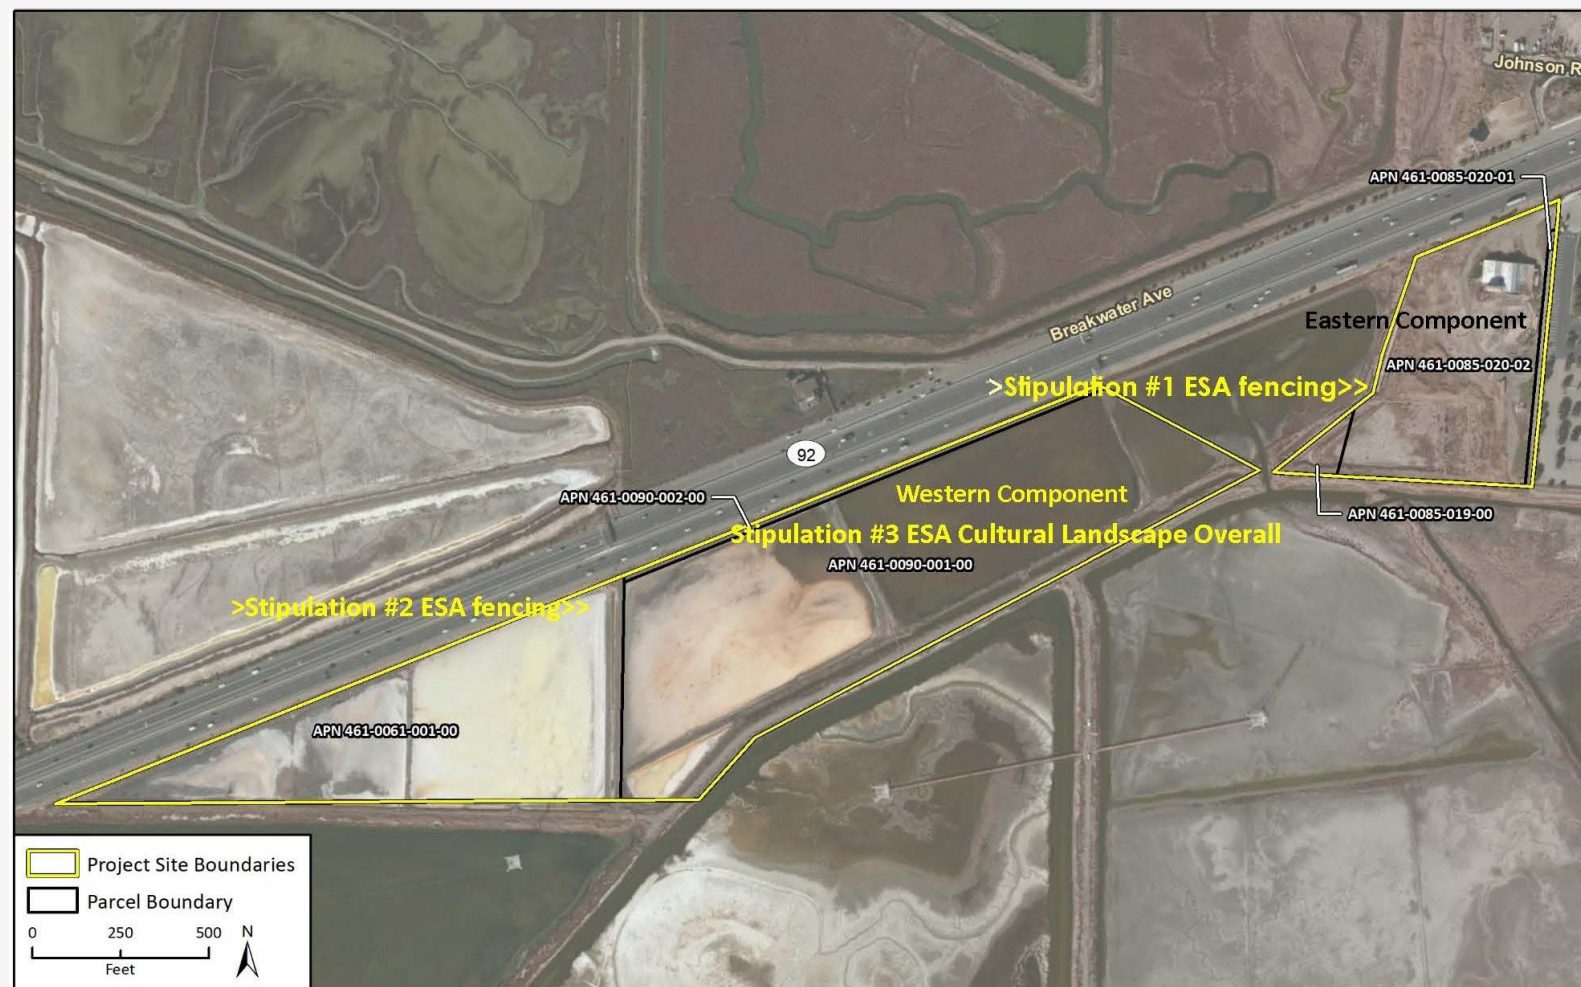 Johnson R
APN 461-0085-020-01
Breakwater Ave
Eastern Component
APN 461-0085-020-02
>Stipulation #1 ESA fencing>>
92
Western Component
APN 461-0090-002-00
APN 461-0085-019-00
Stipulation #3 ESA Cultural Landscape Overall
APN 461-0090-001-00
>Stipulation #2 ESA fencing>>
APN 461-0061-001-00
Project Site Boundaries
Parcel Boundary
0 250 500
N
Feet